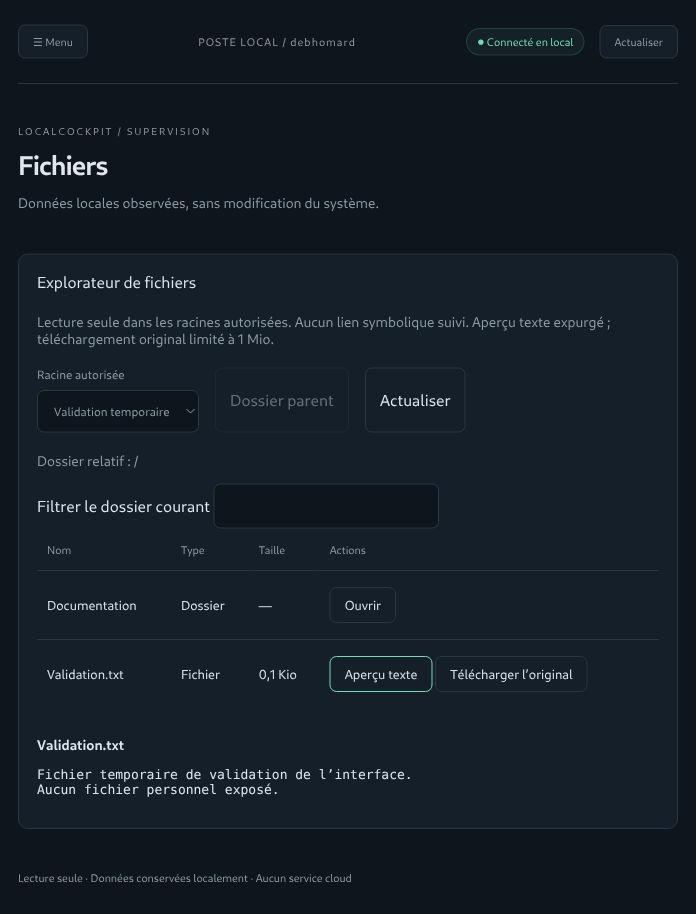 ☰ Menu
POSTE LOCAL / debhomard
● Connecté en local
Actualiser
LOCALCOCKPIT / SUPERVISION
Fichiers
Données locales observées, sans modification du système.
Explorateur de fichiers
Lecture seule dans les racines autorisées. Aucun lien symbolique suivi. Aperçu texte expurgé ;
téléchargement original limité à 1 Mio.
Racine autorisée
Validation temporaire
Dossier parent
Actualiser
Dossier relatif : /
Filtrer le dossier courant
Nom Type Taille Actions
Documentation Dossier — Ouvrir
Validation.txt Fichier 0,1 Kio Aperçu texte Télécharger l’original
Validation.txt
Fichier temporaire de validation de l’interface.
Aucun fichier personnel exposé.
Lecture seule · Données conservées localement · Aucun service cloud